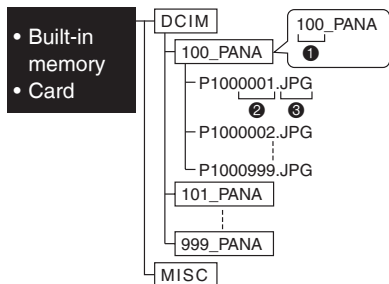 • Built-in
memory
• Card
DCIM
100_PANA
100_PANA
❶
P1000001.JPG
❷ ❸
P1000002.JPG
P1000999.JPG
101_PANA
999_PANA
MISC